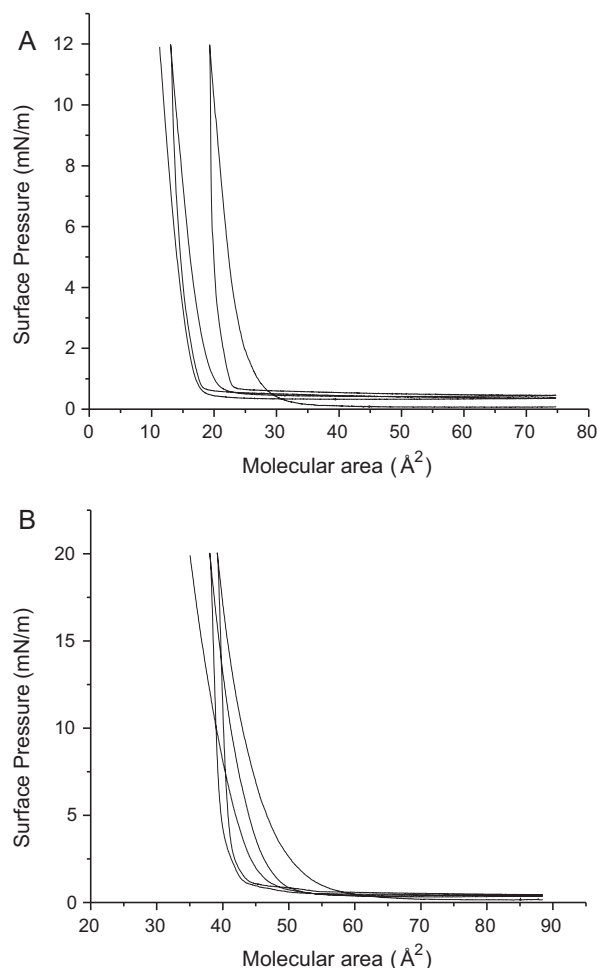 A
Surface Pressure (mN/m)
12
10
8
6
4
2
0
0 10 20 30 40 50 60 70 80
Molecular area (Å²)
B
Surface Pressure (mN/m)
20
15
10
5
0
20 30 40 50 60 70 80 90
Molecular area (Å²)